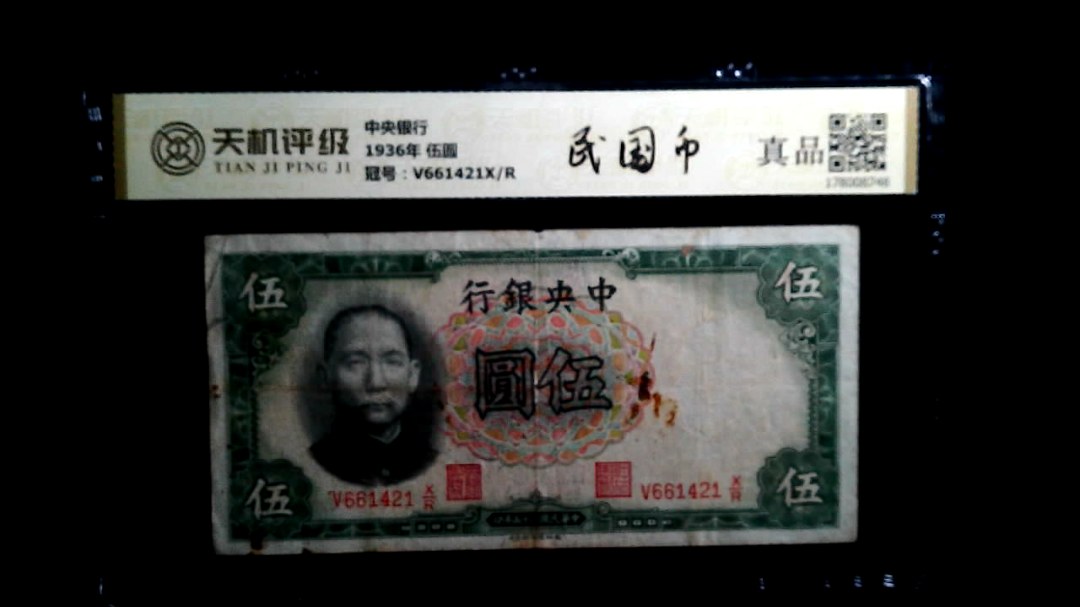 天机评级
TIAN JI PING JI
中央银行
1936年 伍圆
冠号：V661421X/R
民国币
真品
伍
伍
行銀央中
圓伍
V661421 X/R
V661421 X/R
伍
伍